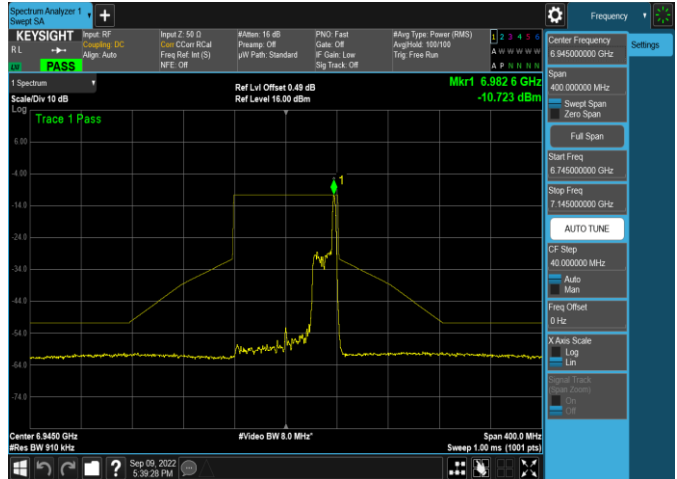 Spectrum Analyzer 1
Swept SA
+
Frequency
KEYSIGHT
Input: RF
Input Z: 50 Ω
#Atten: 16 dB
PNO: Fast
#Avg Type: Power (RMS)
1 2 3 4 5 6
R L
Coupling: DC
Corr CCorr RCal
Preamp: Off
Gate: Off
Avg|Hold: 100/100
A W W W W W
Align: Auto
Freq Ref: Int (S)
µW Path: Standard
IF Gain: Low
Trig: Free Run
PASS
NFE: Off
Sig Track: Off
A P N N N N
1 Spectrum
Ref Lvl Offset 0.49 dB
Mkr1 6.982 6 GHz
Scale/Div 10 dB
Ref Level 16.00 dBm
-10.723 dBm
Log
Trace 1 Pass
6.00
-4.00
1
-14.0
-24.0
-34.0
-44.0
-54.0
-64.0
-74.0
Center 6.9450 GHz
#Video BW 8.0 MHz*
Span 400.0 MHz
#Res BW 910 kHz
Sweep 1.00 ms (1001 pts)
Sep 09, 2022
5:39:28 PM
?
Center Frequency
6.945000000 GHz
Settings
Span
400.000000 MHz
Swept Span
Zero Span
Full Span
Start Freq
6.745000000 GHz
Stop Freq
7.145000000 GHz
AUTO TUNE
CF Step
40.000000 MHz
Auto
Man
Freq Offset
0 Hz
X Axis Scale
Log
Lin
Signal Track
(Span Zoom)
On
Off